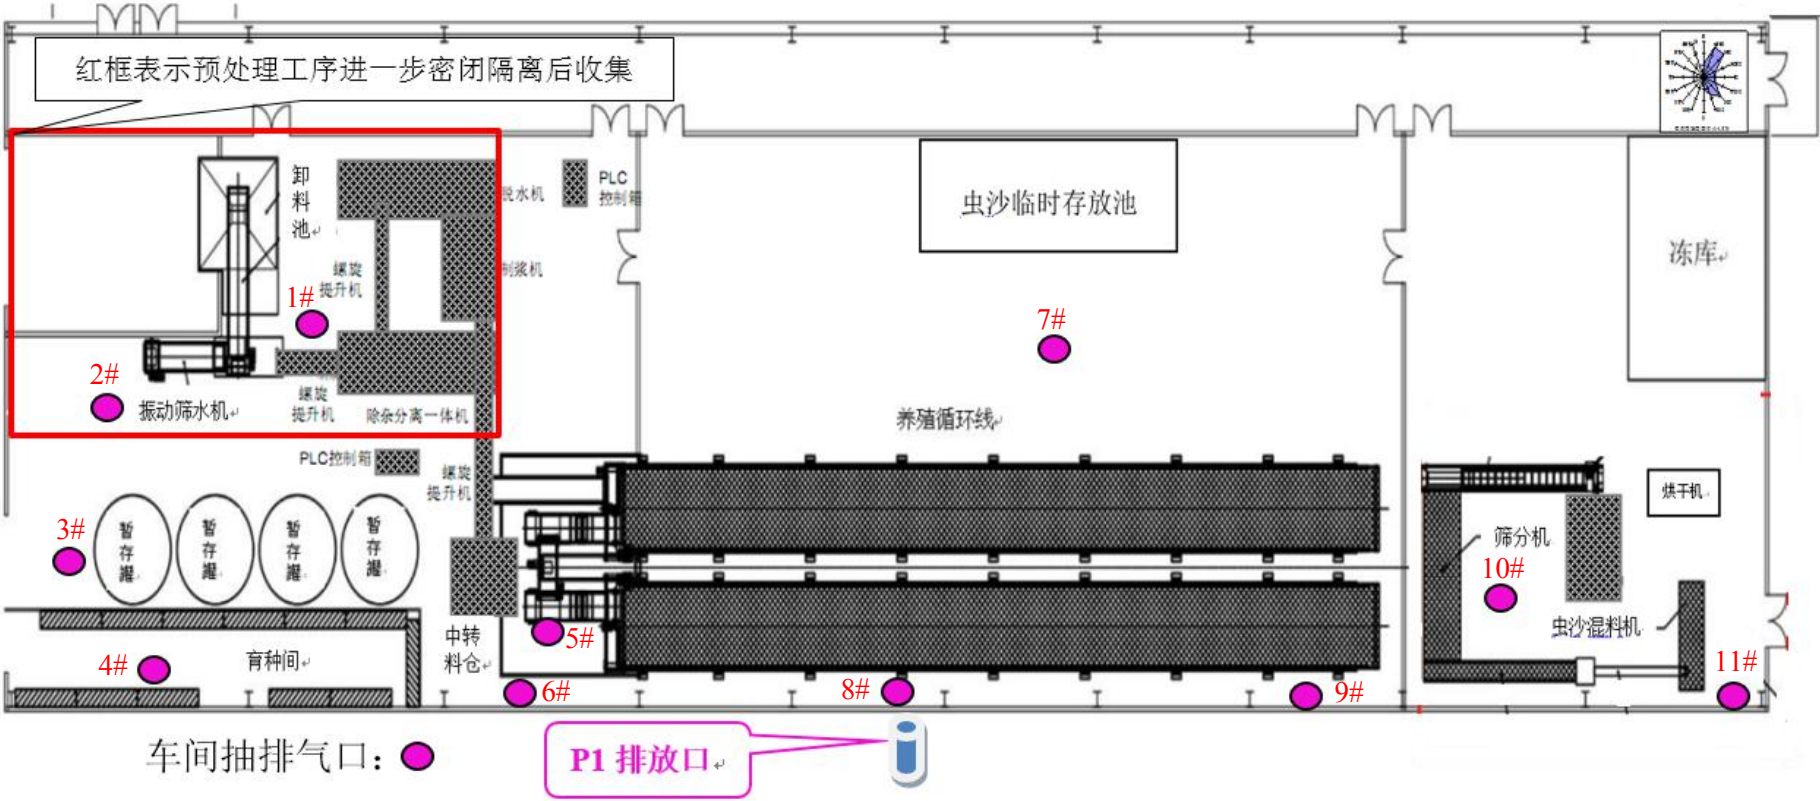 红框表示预处理工序进一步密闭隔离后收集
卸
料
池
脱水机
PLC
控制箱
虫沙临时存放池
冻库
螺旋
提升机
制浆机
1#
7#
2#
振动筛水机
螺旋
提升机
除杂分离一体机
养殖循环线
PLC控制箱
螺旋
提升机
烘干机
3#
暂
存
罐
暂
存
罐
暂
存
罐
暂
存
罐
筛分机
10#
虫沙混料机
4#
育种间
中转
料仓
5#
6#
8#
9#
11#
车间抽排气口：
P1 排放口